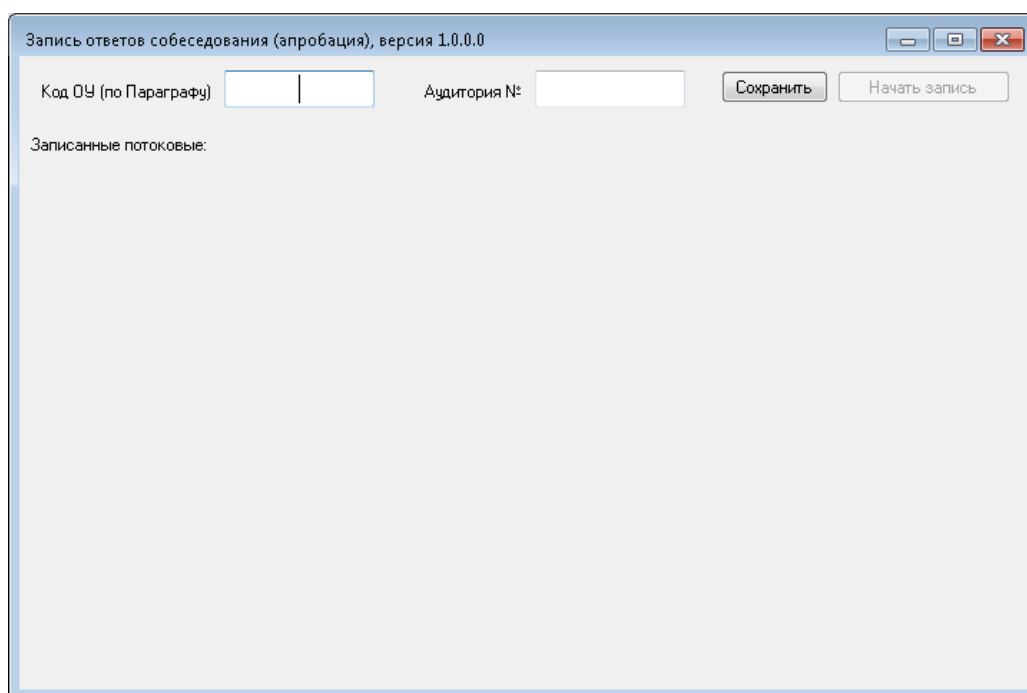 Запись ответов собеседования (апробация), версия 1.0.0.0
Код ОУ (по Параграфу) Аудитория № Сохранить Начать запись
Записанные потоковые: